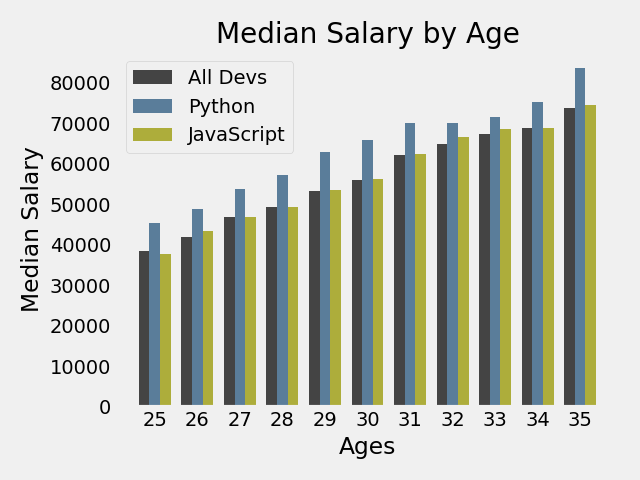 Median Salary by Age
All Devs
Python
JavaScript
Median Salary
80000
70000
60000
50000
40000
30000
20000
10000
0
25 26 27 28 29 30 31 32 33 34 35
Ages